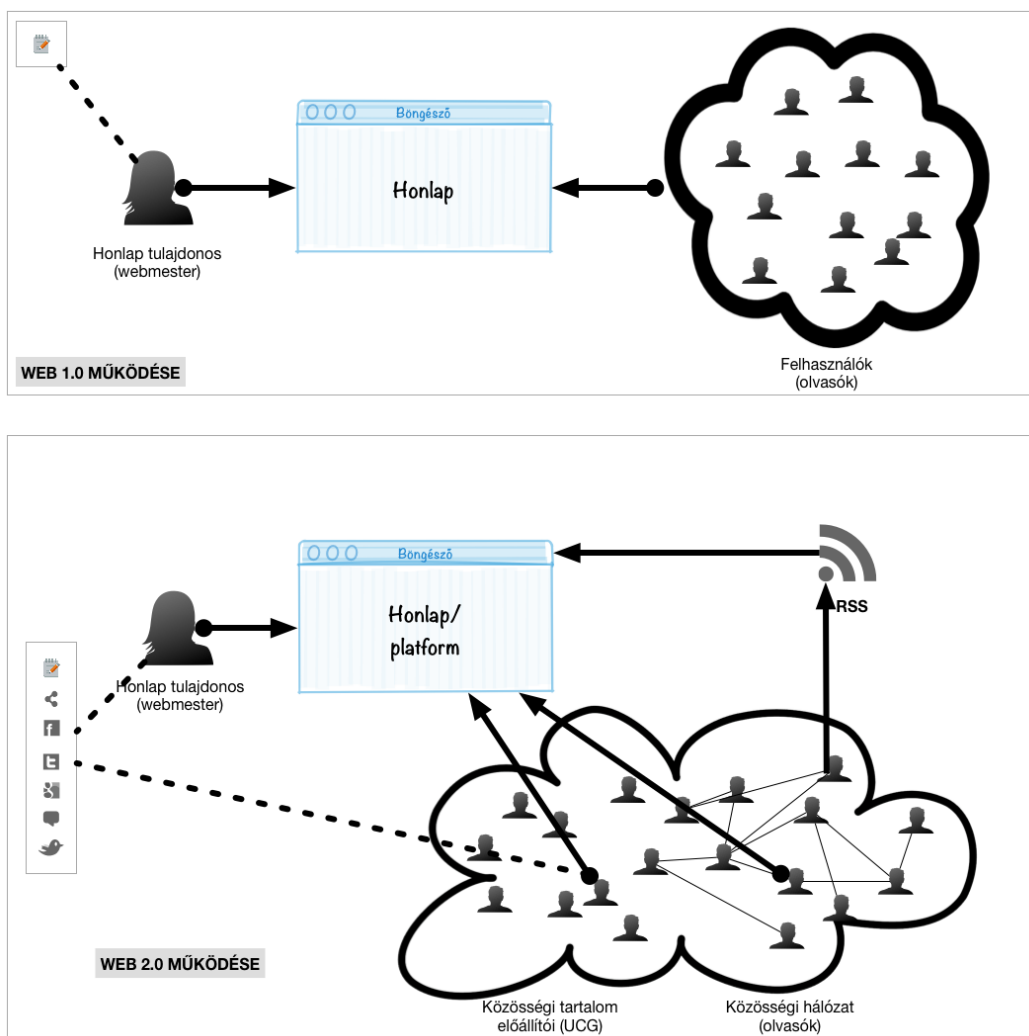 Böngésző
Honlap
Honlap tulajdonos
(webmester)
Felhasználók
(olvasók)
WEB 1.0 MŰKÖDÉSE
Böngésző
Honlap/
platform
RSS
Honlap tulajdonos
(webmester)
WEB 2.0 MŰKÖDÉSE
Közösségi tartalom
előállítói (UCG)
Közösségi hálózat
(olvasók)